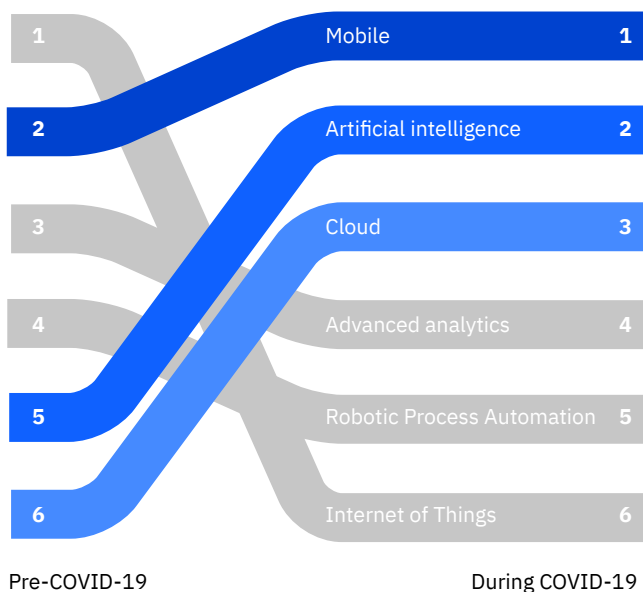 1 Mobile 1
2 Artificial intelligence 2
3 Cloud 3
4 Advanced analytics 4
5 Robotic Process Automation 5
6 Internet of Things 6
Pre-COVID-19 During COVID-19